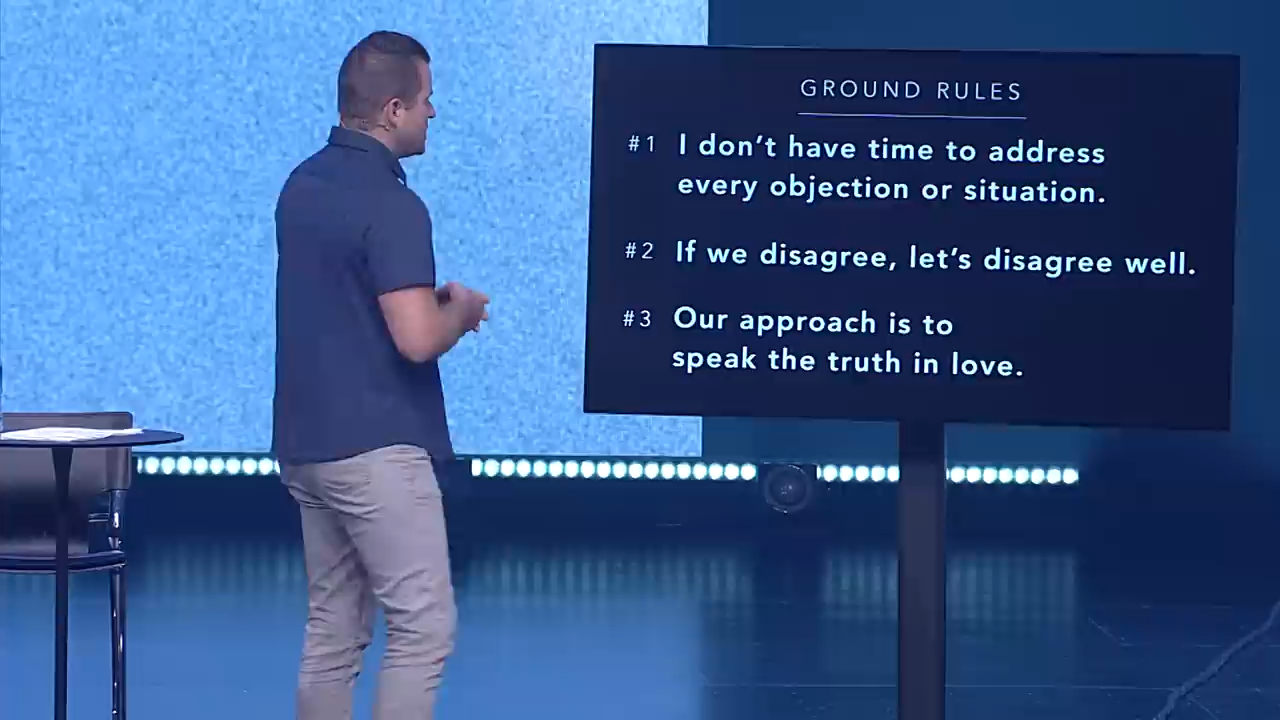 GROUND RULES
#1 I don't have time to address
every objection or situation.
#2 If we disagree, let's disagree well.
#3 Our approach is to
speak the truth in love.